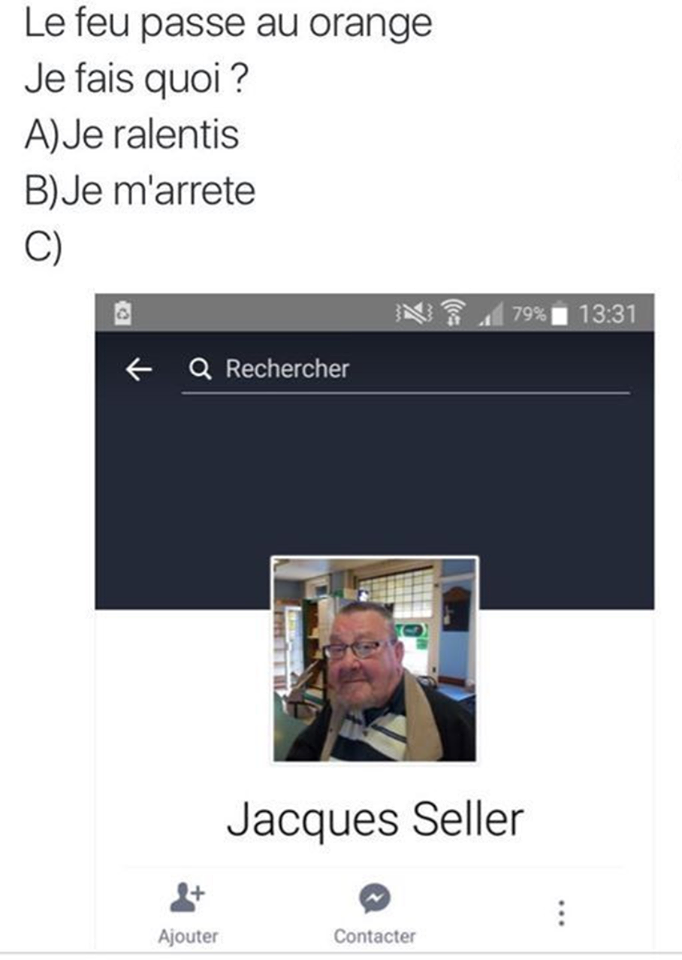 Le feu passe au orange
Je fais quoi ?
A)Je ralentis
B)Je m'arrete
C)
79% 13:31
Rechercher
Jacques Seller
Ajouter Contacter